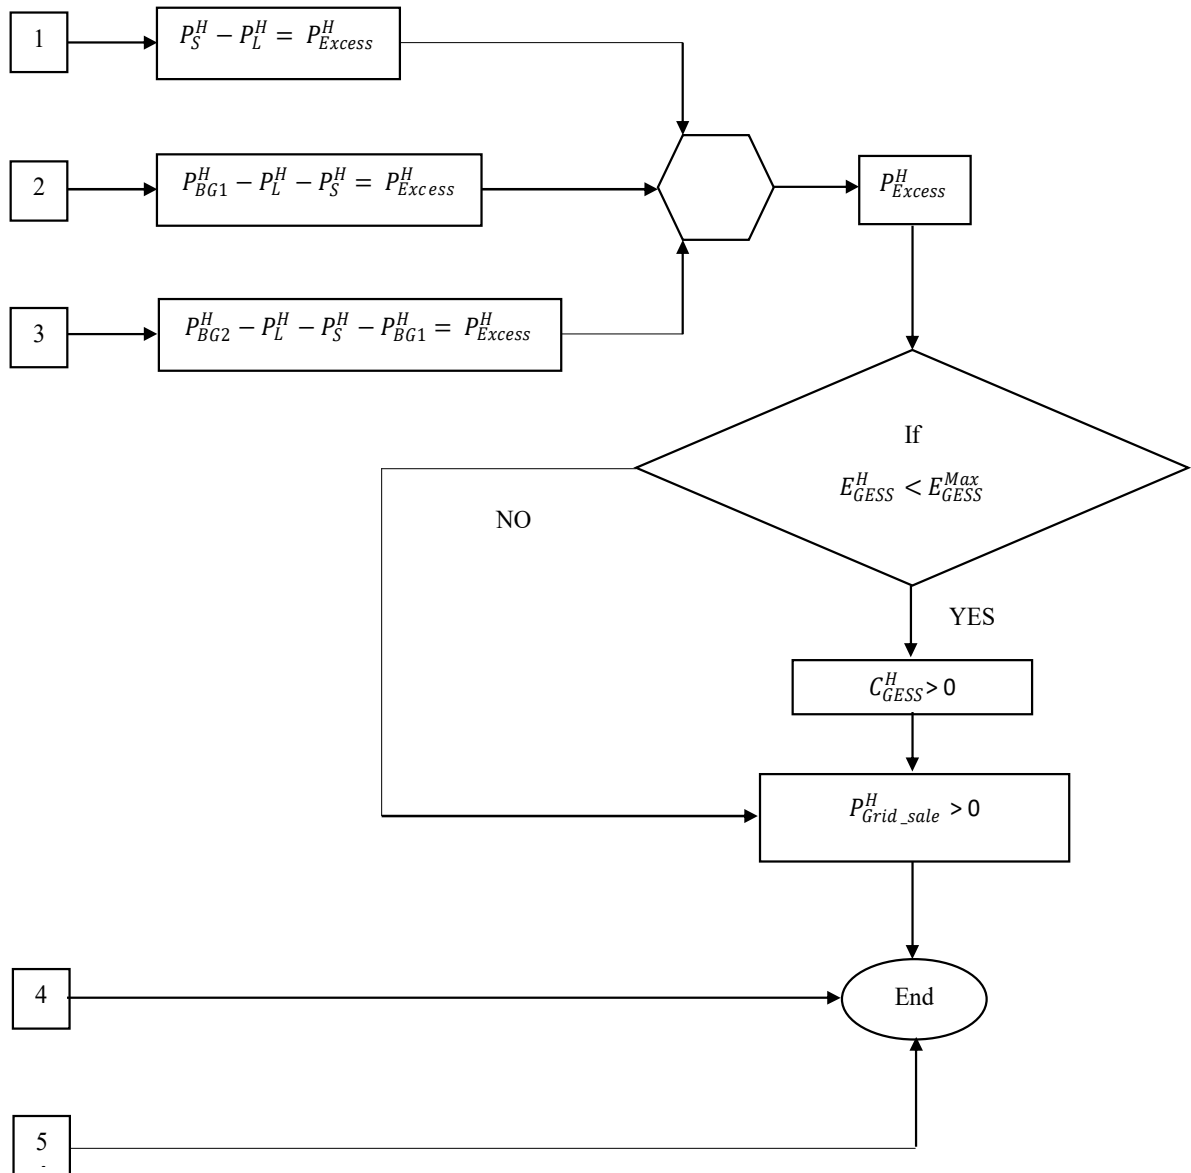 1
P_S^H − P_L^H = P_Excess^H
2
P_BG1^H − P_L^H − P_S^H = P_Excess^H
P_Excess^H
3
P_BG2^H − P_L^H − P_S^H − P_BG1^H = P_Excess^H
If
E_GESS^H < E_GESS^Max
NO
YES
C_GESS^H > 0
P_Grid_sale^H > 0
4
End
5